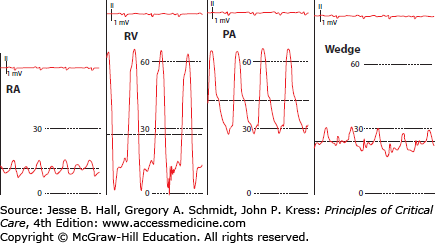 II
1 mV
RA
30
0
II
1 mV
RV
60
30
0
II
1 mV
PA
60
30
0
II
1 mV
Wedge
60
30
0
Source: Jesse B. Hall, Gregory A. Schmidt, John P. Kress: Principles of Critical
Care, 4th Edition: www.accessmedicine.com
Copyright © McGraw-Hill Education. All rights reserved.